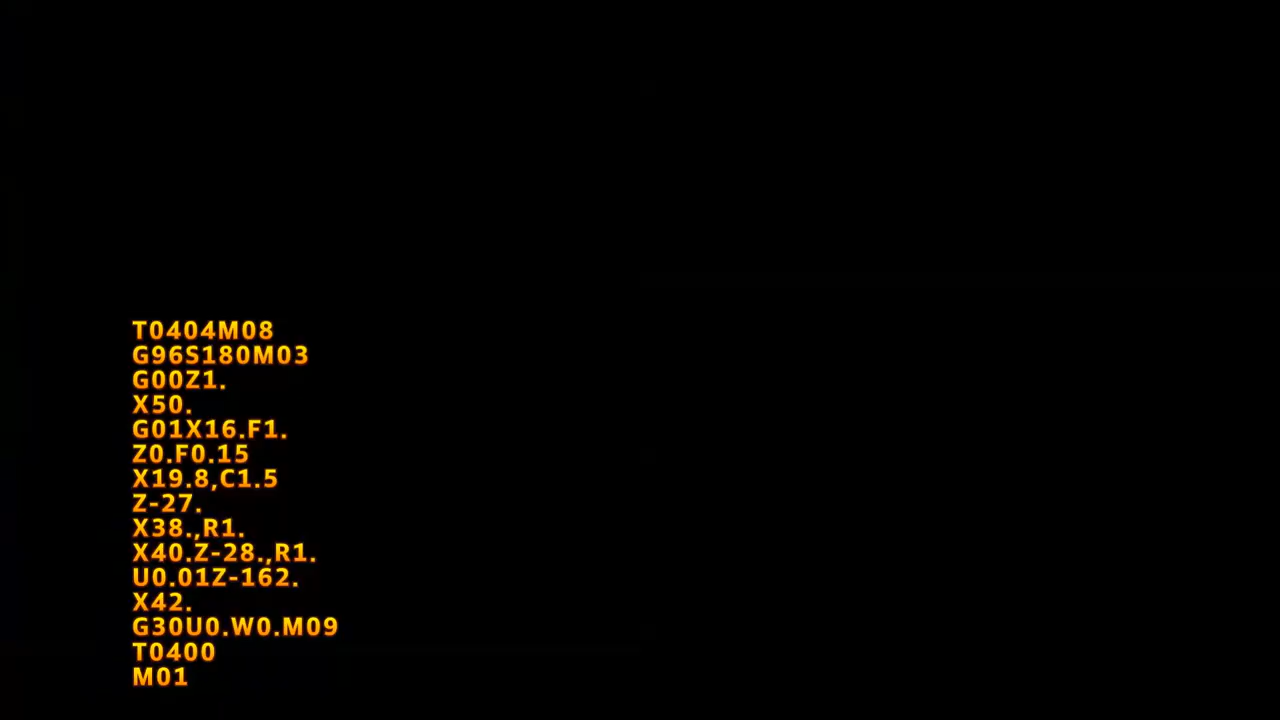 T0404M08
G96S180M03
G00Z1.
X50.
G01X16.F1.
Z0.F0.15
X19.8,C1.5
Z-27.
X38.,R1.
X40.Z-28.,R1.
U0.01Z-162.
X42.
G30U0.W0.M09
T0400
M01